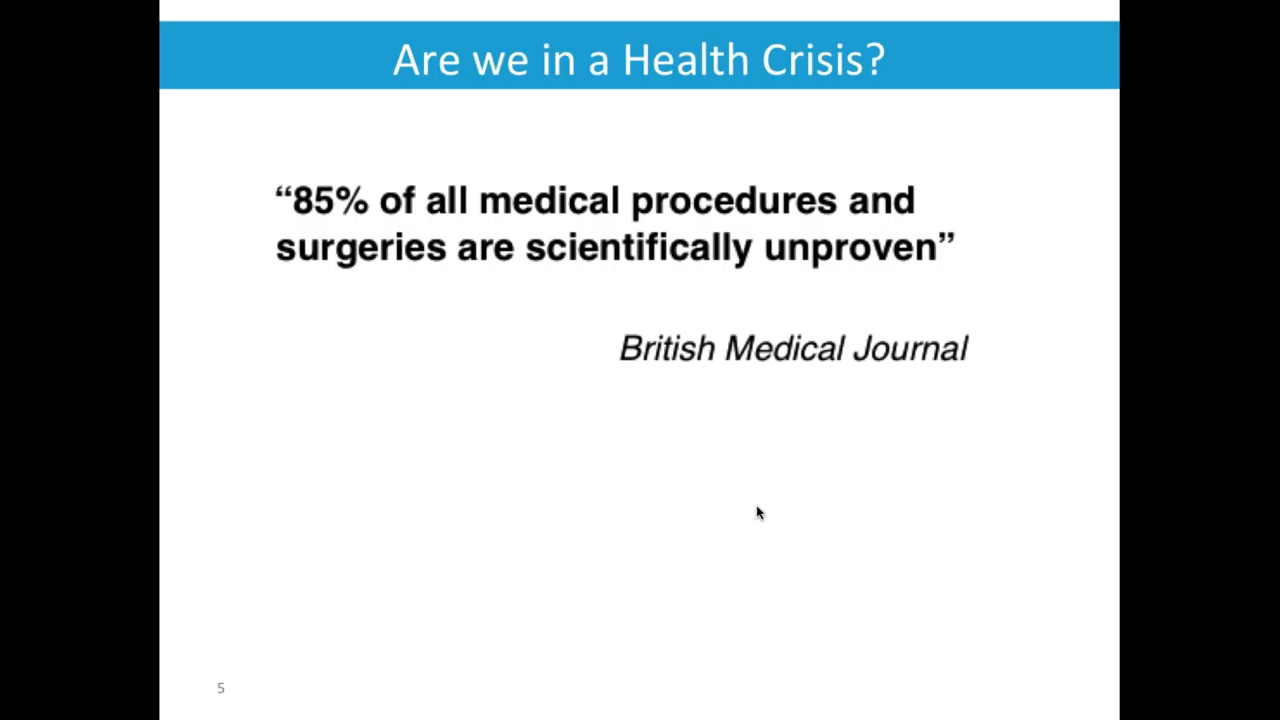 Are we in a Health Crisis?
“85% of all medical procedures and
surgeries are scientifically unproven”
British Medical Journal
5